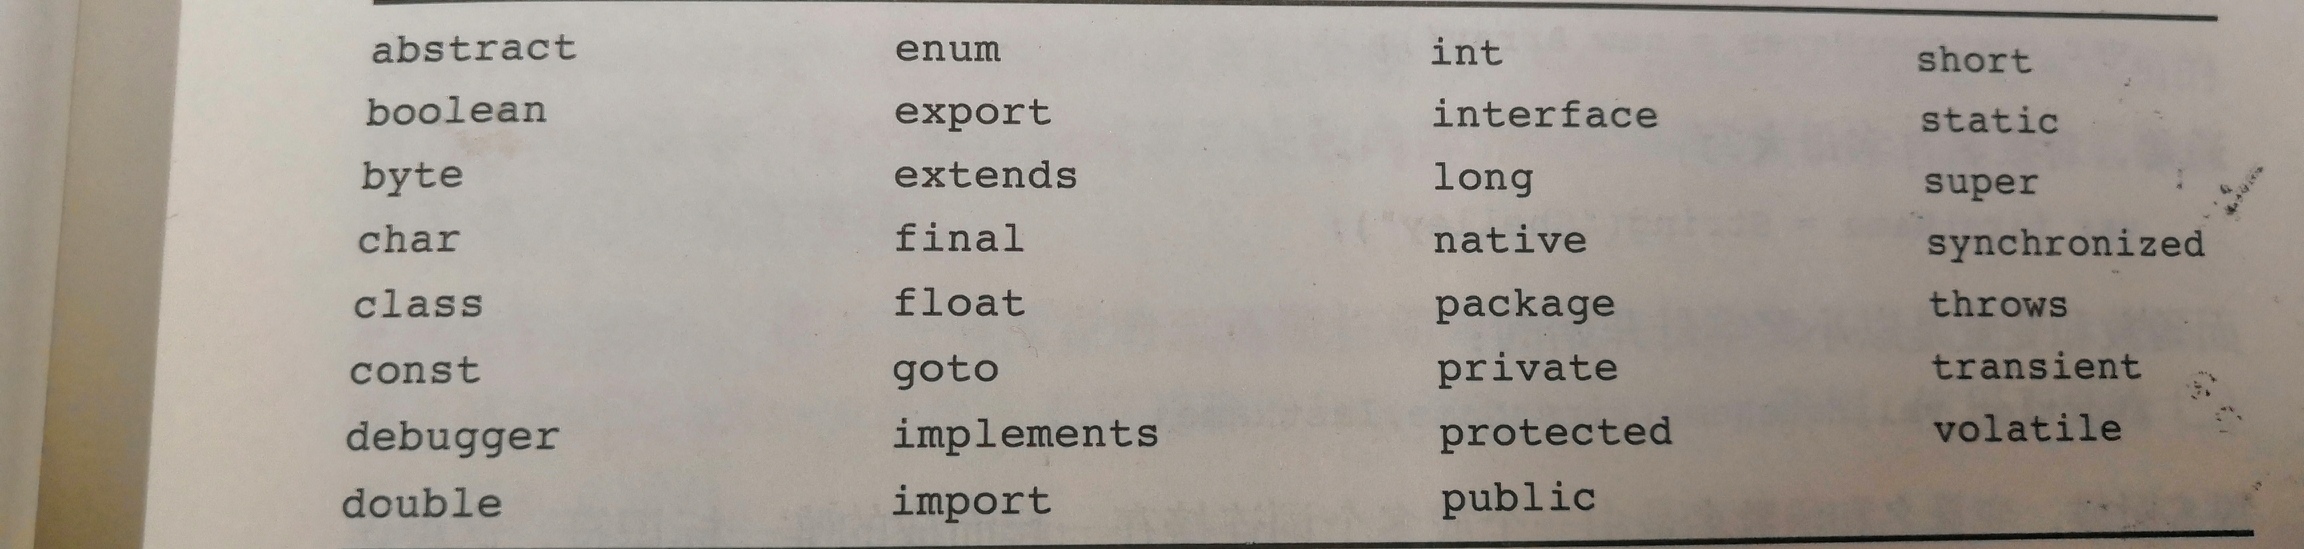 abstract enum int short
boolean export interface static
byte extends long super
char final native synchronized
class float package throws
const goto private transient
debugger implements protected volatile
double import public